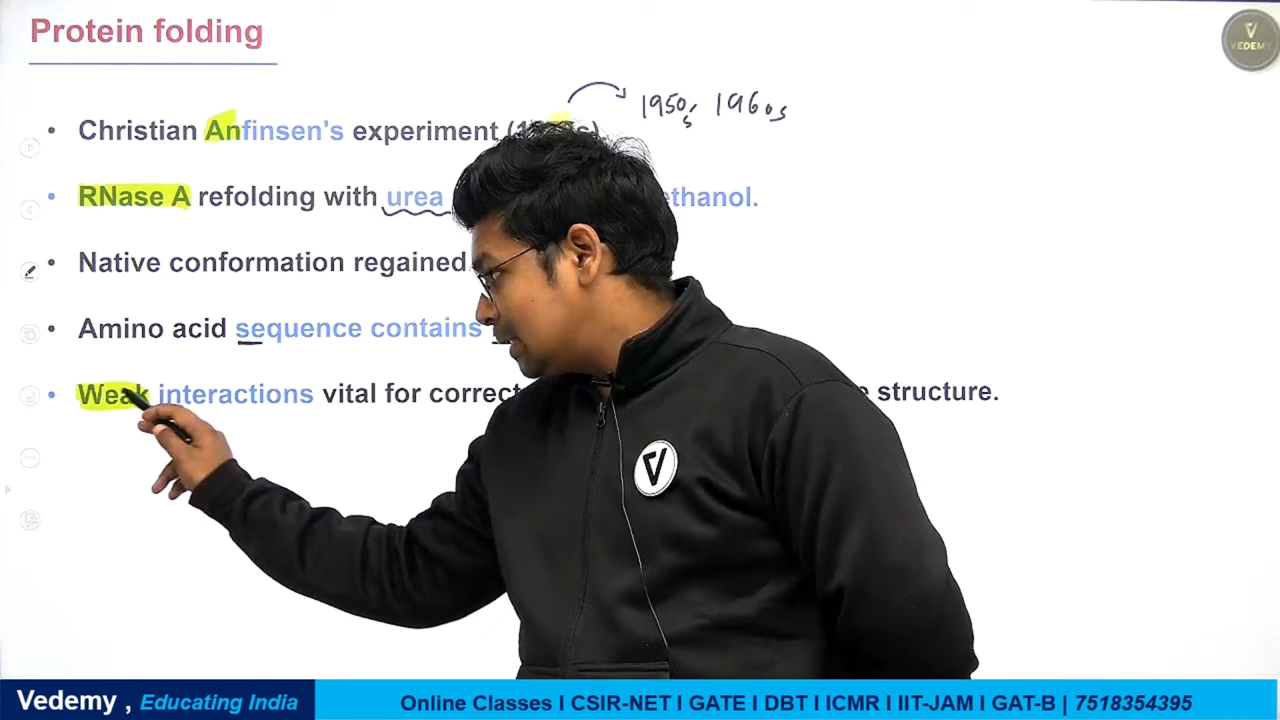 Protein folding
VEDEMY
1950s 1960s
• Christian Anfinsen's experiment
• RNase A refolding with urea ethanol.
• Native conformation regained
• Amino acid sequence contains
• Weak interactions vital for correct structure.
Vedemy , Educating India
Online Classes I CSIR-NET I GATE I DBT I ICMR I IIT-JAM I GAT-B | 7518354395